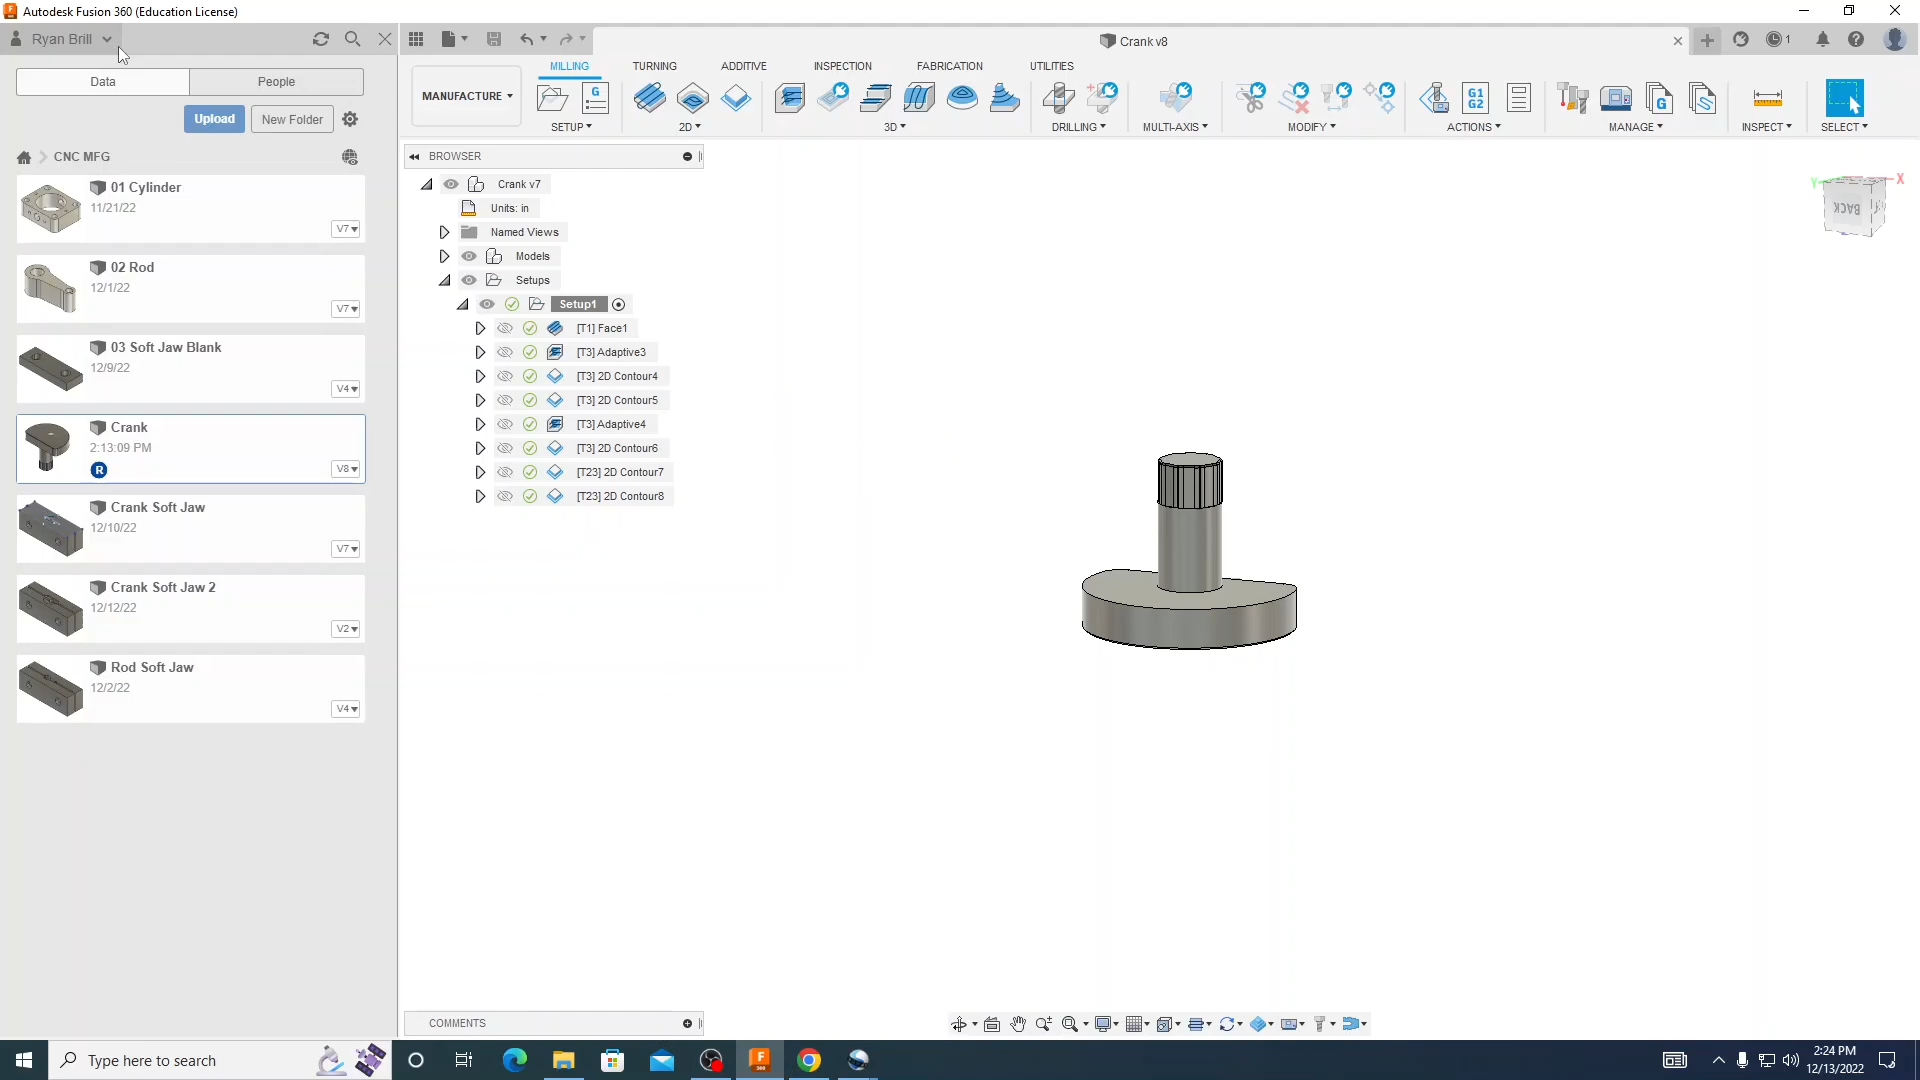 Autodesk Fusion 360 (Education License)
Ryan Brill
Crank v8
1
Data
People
Upload
New Folder
CNC MFG
01 Cylinder
11/21/22
V7
02 Rod
12/1/22
V7
03 Soft Jaw Blank
12/9/22
V4
Crank
2:13:09 PM
R
V8
Crank Soft Jaw
12/10/22
V7
Crank Soft Jaw 2
12/12/22
V2
Rod Soft Jaw
12/2/22
V4
MILLING
TURNING
ADDITIVE
INSPECTION
FABRICATION
UTILITIES
MANUFACTURE
G
G1
G2
G
SETUP
2D
3D
DRILLING
MULTI-AXIS
MODIFY
ACTIONS
MANAGE
INSPECT
SELECT
BROWSER
Crank v7
Units: in
Named Views
Models
Setups
Setup1
[T1] Face1
[T3] Adaptive3
[T3] 2D Contour4
[T3] 2D Contour5
[T3] Adaptive4
[T3] 2D Contour6
[T23] 2D Contour7
[T23] 2D Contour8
Y
X
BACK
COMMENTS
Type here to search
F
360
2:24 PM
12/13/2022